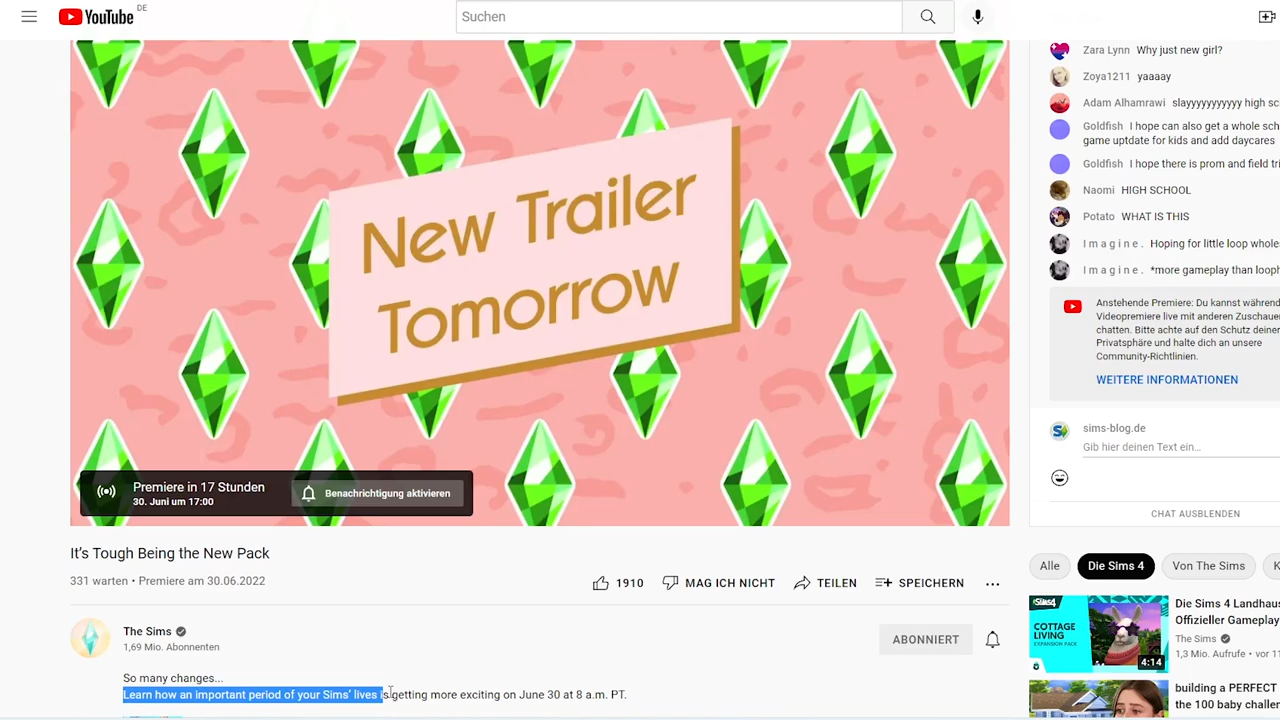 YouTube DE
Suchen
New Trailer
Tomorrow
Premiere in 17 Stunden
30. Juni um 17:00
Benachrichtigung aktivieren
It's Tough Being the New Pack
331 warten • Premiere am 30.06.2022
1910
MAG ICH NICHT
TEILEN
SPEICHERN
The Sims
1,69 Mio. Abonnenten
ABONNIERT
So many changes...
Learn how an important period of your Sims' lives is getting more exciting on June 30 at 8 a.m. PT.
Zara Lynn Why just new girl?
Zoya1211 yaaaay
Adam Alhamrawi slayyyyyyyyyy high sc
Goldfish I hope can also get a whole sch
game uptdate for kids and add daycares
Goldfish I hope there is prom and field tri
Naomi HIGH SCHOOL
Potato WHAT IS THIS
I m a g i n e . Hoping for little loop whole
I m a g i n e . *more gameplay than looph
Anstehende Premiere: Du kannst während
Videopremiere live mit anderen Zuschauer
chatten. Bitte achte auf den Schutz deiner
Privatsphäre und halte dich an unsere
Community-Richtlinien.
WEITERE INFORMATIONEN
sims-blog.de
Gib hier deinen Text ein...
CHAT AUSBLENDEN
Alle
Die Sims 4
Von The Sims
K
COTTAGE
LIVING
EXPANSION PACK
4:14
Die Sims 4 Landhaus
Offizieller Gameplay
The Sims
1,3 Mio. Aufrufe • vor 11
building a PERFECT
the 100 baby challen